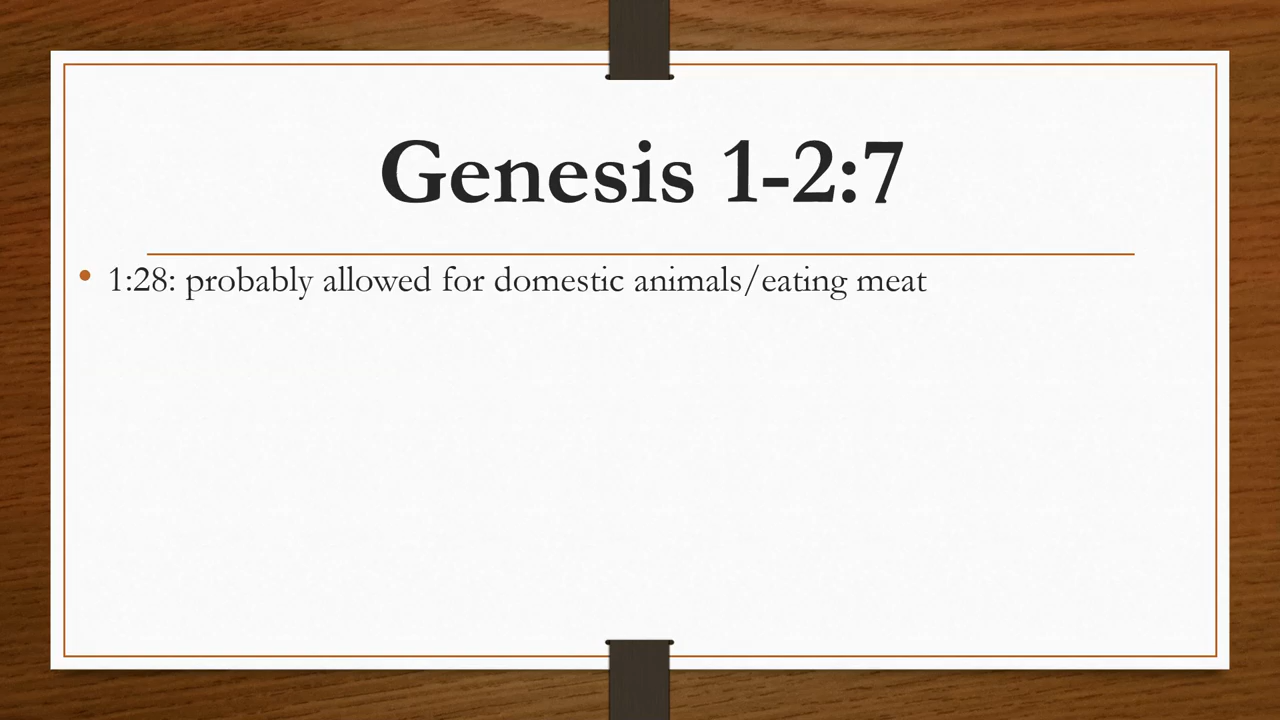 Genesis 1-2:7
• 1:28: probably allowed for domestic animals/eating meat